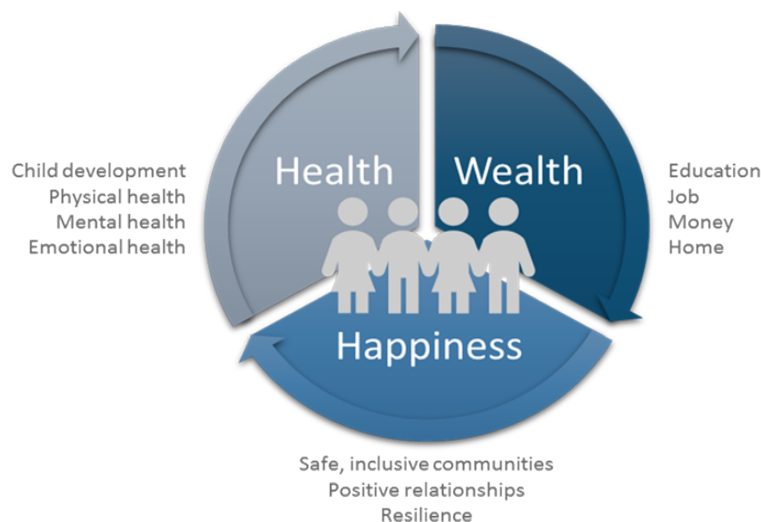 Health
Wealth
Happiness
Child development
Physical health
Mental health
Emotional health
Education
Job
Money
Home
Safe, inclusive communities
Positive relationships
Resilience